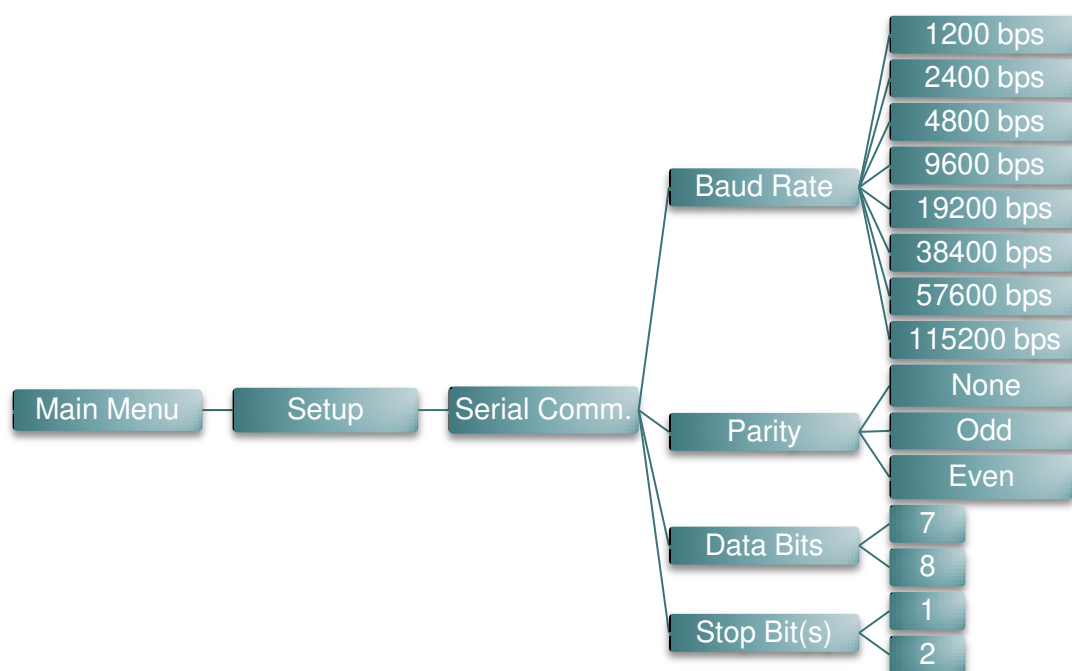 Main Menu
Setup
Serial Comm.
Baud Rate
1200 bps
2400 bps
4800 bps
9600 bps
19200 bps
38400 bps
57600 bps
115200 bps
Parity
None
Odd
Even
Data Bits
7
8
Stop Bit(s)
1
2